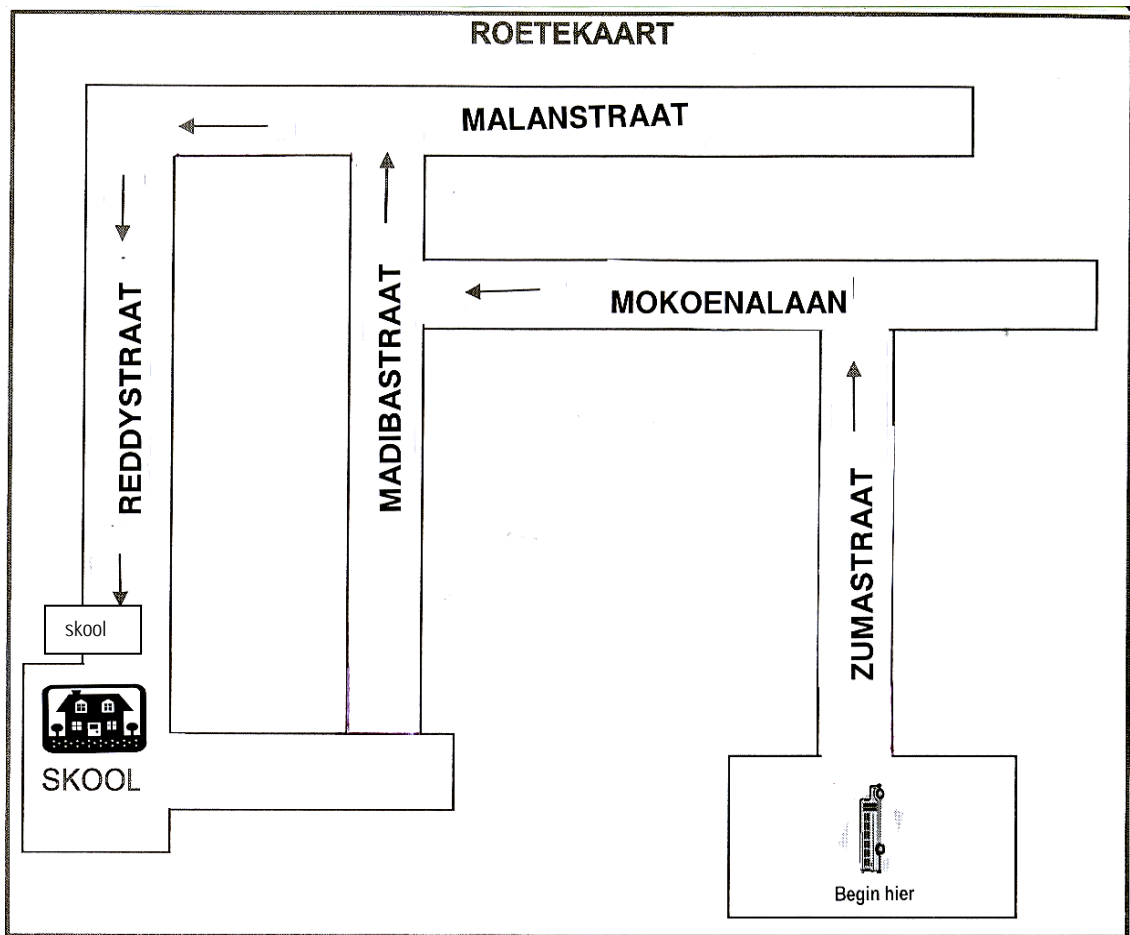 ROETEKAART
MALANSTRAAT
MOKOENALAAN
REDDYSTRAAT
MADIBASTRAAT
ZUMASTRAAT
skool
SKOOL
Begin hier